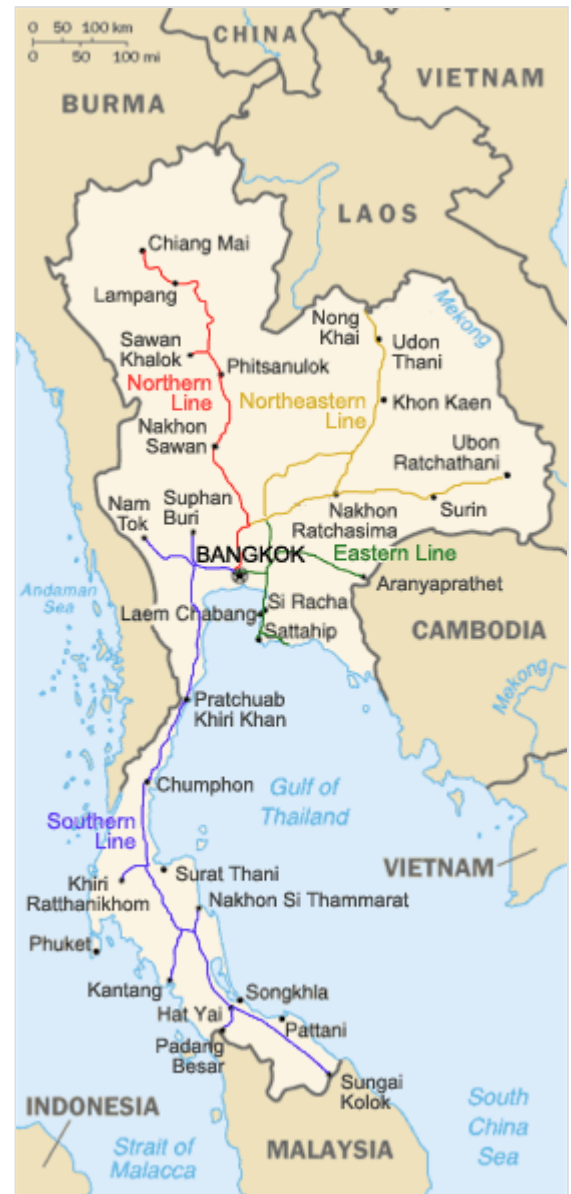 0 50 100 km
0 50 100 mi
CHINA
VIETNAM
BURMA
LAOS
Chiang Mai
Lampang
Mekong
Nong
Khai
Udon
Thani
Sawan
Khalok
Phitsanulok
Northern
Line
Northeastern
Line
Khon Kaen
Nakhon
Sawan
Ubon
Ratchathani
Nam
Tok
Suphan
Buri
Nakhon
Ratchasima
Surin
BANGKOK
Eastern Line
Aranyaprathet
Andaman
Sea
Laem Chabang
Si Racha
Sattahip
CAMBODIA
Mekong
Pratchuab
Khiri Khan
Chumphon
Gulf of
Thailand
Southern
Line
VIETNAM
Khiri
Ratthanikhom
Surat Thani
Nakhon Si Thammarat
Phuket
Kantang
Songkhla
Hat Yai
Pattani
Padang
Besar
Sungai
Kolok
INDONESIA
Strait of
Malacca
MALAYSIA
South
China
Sea